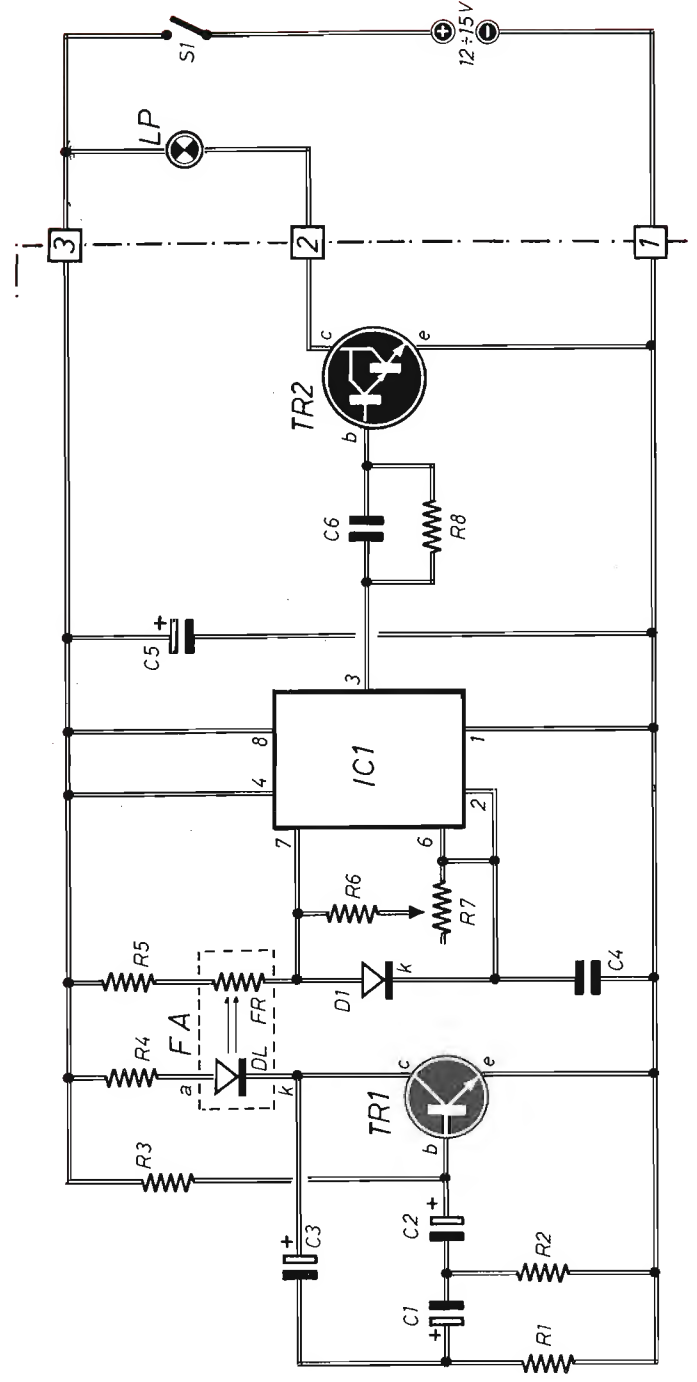 3
S1
+
12÷15V
−
LP
2
1
TR2
c
b
e
C6
R8
C5
+
3
8
4
IC1
1
2
7
6
R6
R7
R5
FR
FA
D1
k
C4
R4
a
DL
k
TR1
c
b
e
R3
+
C3
+
C2
C1
+
R2
R1